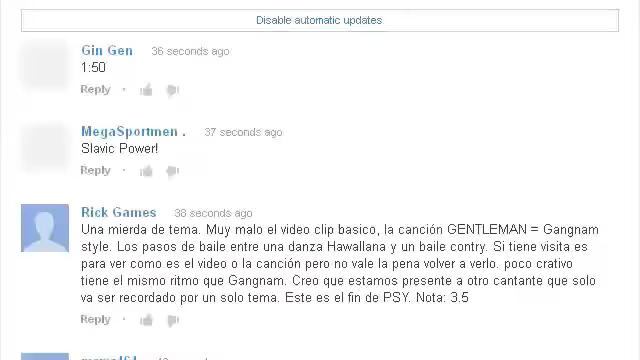 Disable automatic updates
Gin Gen 36 seconds ago
1:50
Reply
MegaSportmen . 37 seconds ago
Slavic Power!
Reply
Rick Games 38 seconds ago
Una mierda de tema. Muy malo el video clip basico, la canción GENTLEMAN = Gangnam
style. Los pasos de baile entre una danza Hawallana y un baile contry. Si tiene visita es
para ver como es el video o la canción pero no vale la pena volver a verlo. poco crativo
tiene el mismo ritmo que Gangnam. Creo que estamos presente a otro cantante que solo
va ser recordado por un solo tema. Este es el fin de PSY. Nota: 3.5
Reply